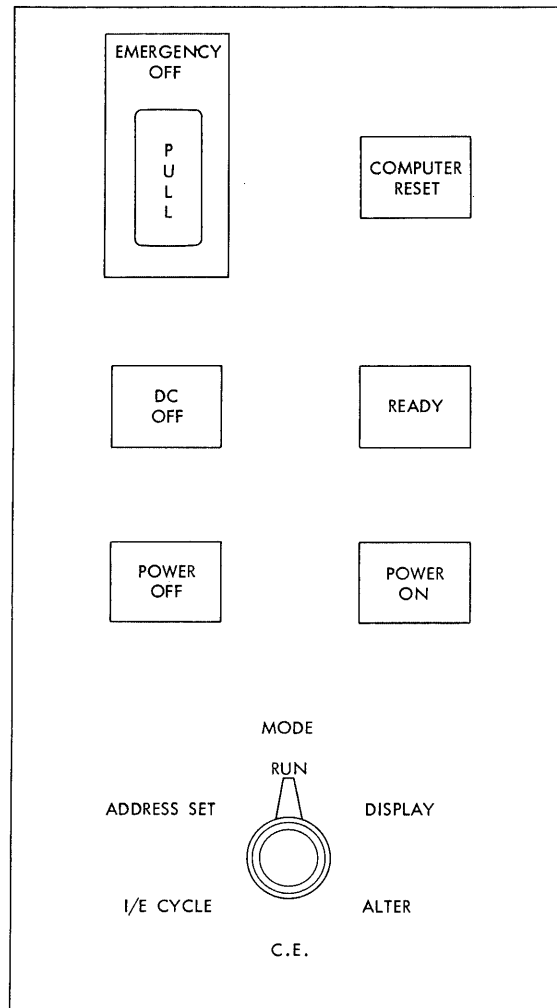 EMERGENCY
OFF
P
U
L
L
COMPUTER
RESET
DC
OFF
READY
POWER
OFF
POWER
ON
MODE
RUN
ADDRESS SET
DISPLAY
I/E CYCLE
ALTER
C.E.